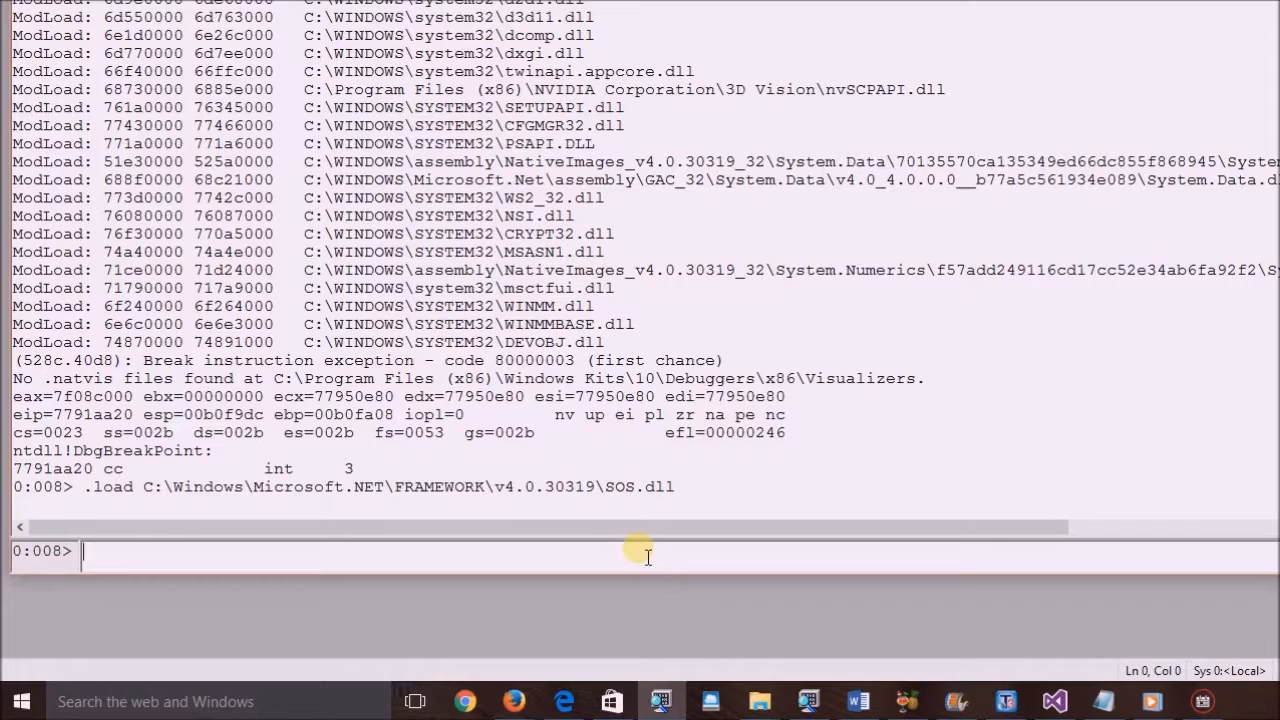 ModLoad: 6d550000 6d763000 C:\WINDOWS\system32\d3d11.dll
ModLoad: 6e1d0000 6e26c000 C:\WINDOWS\system32\dcomp.dll
ModLoad: 6d770000 6d7ee000 C:\WINDOWS\system32\dxgi.dll
ModLoad: 66f40000 66ffc000 C:\WINDOWS\system32\twinapi.appcore.dll
ModLoad: 68730000 6885e000 C:\Program Files (x86)\NVIDIA Corporation\3D Vision\nvSCPAPI.dll
ModLoad: 761a0000 76345000 C:\WINDOWS\SYSTEM32\SETUPAPI.dll
ModLoad: 77430000 77466000 C:\WINDOWS\SYSTEM32\CFGMGR32.dll
ModLoad: 771a0000 771a6000 C:\WINDOWS\SYSTEM32\PSAPI.DLL
ModLoad: 51e30000 525a0000 C:\WINDOWS\assembly\NativeImages_v4.0.30319_32\System.Data\70135570ca135349ed66dc855f868945\System
ModLoad: 688f0000 68c21000 C:\WINDOWS\Microsoft.Net\assembly\GAC_32\System.Data\v4.0_4.0.0.0__b77a5c561934e089\System.Data.d
ModLoad: 773d0000 7742c000 C:\WINDOWS\SYSTEM32\WS2_32.dll
ModLoad: 76080000 76087000 C:\WINDOWS\SYSTEM32\NSI.dll
ModLoad: 76f30000 770a5000 C:\WINDOWS\SYSTEM32\CRYPT32.dll
ModLoad: 74a40000 74a4e000 C:\WINDOWS\SYSTEM32\MSASN1.dll
ModLoad: 71ce0000 71d24000 C:\WINDOWS\assembly\NativeImages_v4.0.30319_32\System.Numerics\f57add249116cd17cc52e34ab6fa92f2\Sy
ModLoad: 71790000 717a9000 C:\WINDOWS\system32\msctfui.dll
ModLoad: 6f240000 6f264000 C:\WINDOWS\SYSTEM32\WINMM.dll
ModLoad: 6e6c0000 6e6e3000 C:\WINDOWS\SYSTEM32\WINMMBASE.dll
ModLoad: 74870000 74891000 C:\WINDOWS\SYSTEM32\DEVOBJ.dll
(528c.40d8): Break instruction exception - code 80000003 (first chance)
No .natvis files found at C:\Program Files (x86)\Windows Kits\10\Debuggers\x86\Visualizers.
eax=7f08c000 ebx=00000000 ecx=77950e80 edx=77950e80 esi=77950e80 edi=77950e80
eip=7791aa20 esp=00b0f9dc ebp=00b0fa08 iopl=0 nv up ei pl zr na pe nc
cs=0023 ss=002b ds=002b es=002b fs=0053 gs=002b efl=00000246
ntdll!DbgBreakPoint:
7791aa20 cc int 3
0:008> .load C:\Windows\Microsoft.NET\FRAMEWORK\v4.0.30319\SOS.dll
0:008>
Ln 0, Col 0 Sys 0:<Local>
Search the web and Windows